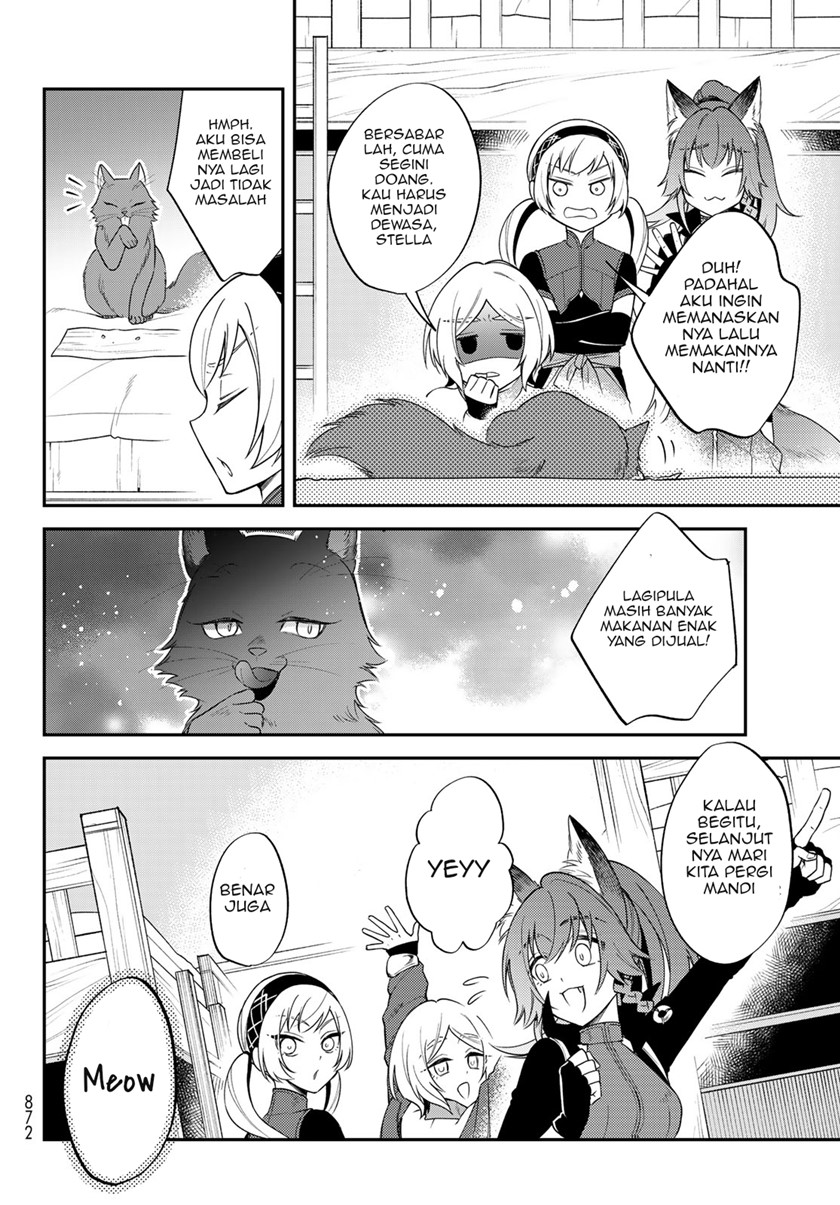 DUH!
PADAHAL
AKU INGIN
MEMANASKAN
NYA LALU
MEMAKANNYA
NANTI!!
BERSABAR
LAH, CUMA
SEGINI
DOANG.
KAU HARUS
MENJADI
DEWASA,
STELLA
HMPH.
AKU BISA
MEMBELI
NYA LAGI
JADI TIDAK
MASALAH
LAGIPULA
MASIH BANYAK
MAKANAN ENAK
YANG DIJUAL!
KALAU
BEGITU,
SELANJUT
NYA MARI
KITA PERGI
MANDI
YEYY
BENAR
JUGA
Meow
872